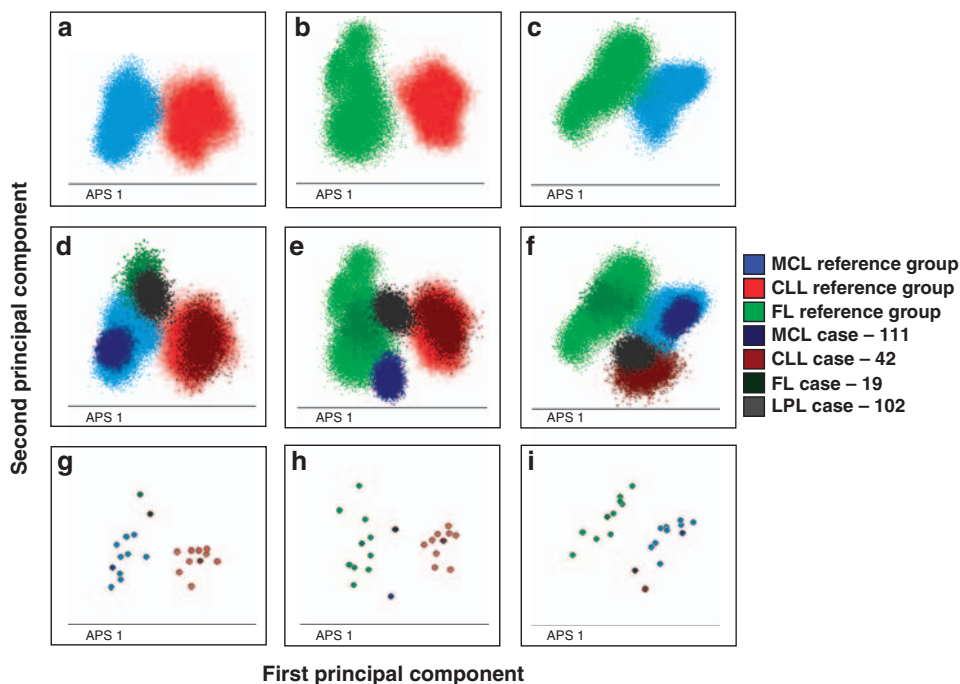 a
b
c
APS 1
APS 1
APS 1
Second principal component
d
e
f
APS 1
APS 1
APS 1
MCL reference group
CLL reference group
FL reference group
MCL case – 111
CLL case – 42
FL case – 19
LPL case – 102
g
h
i
APS 1
APS 1
APS 1
First principal component